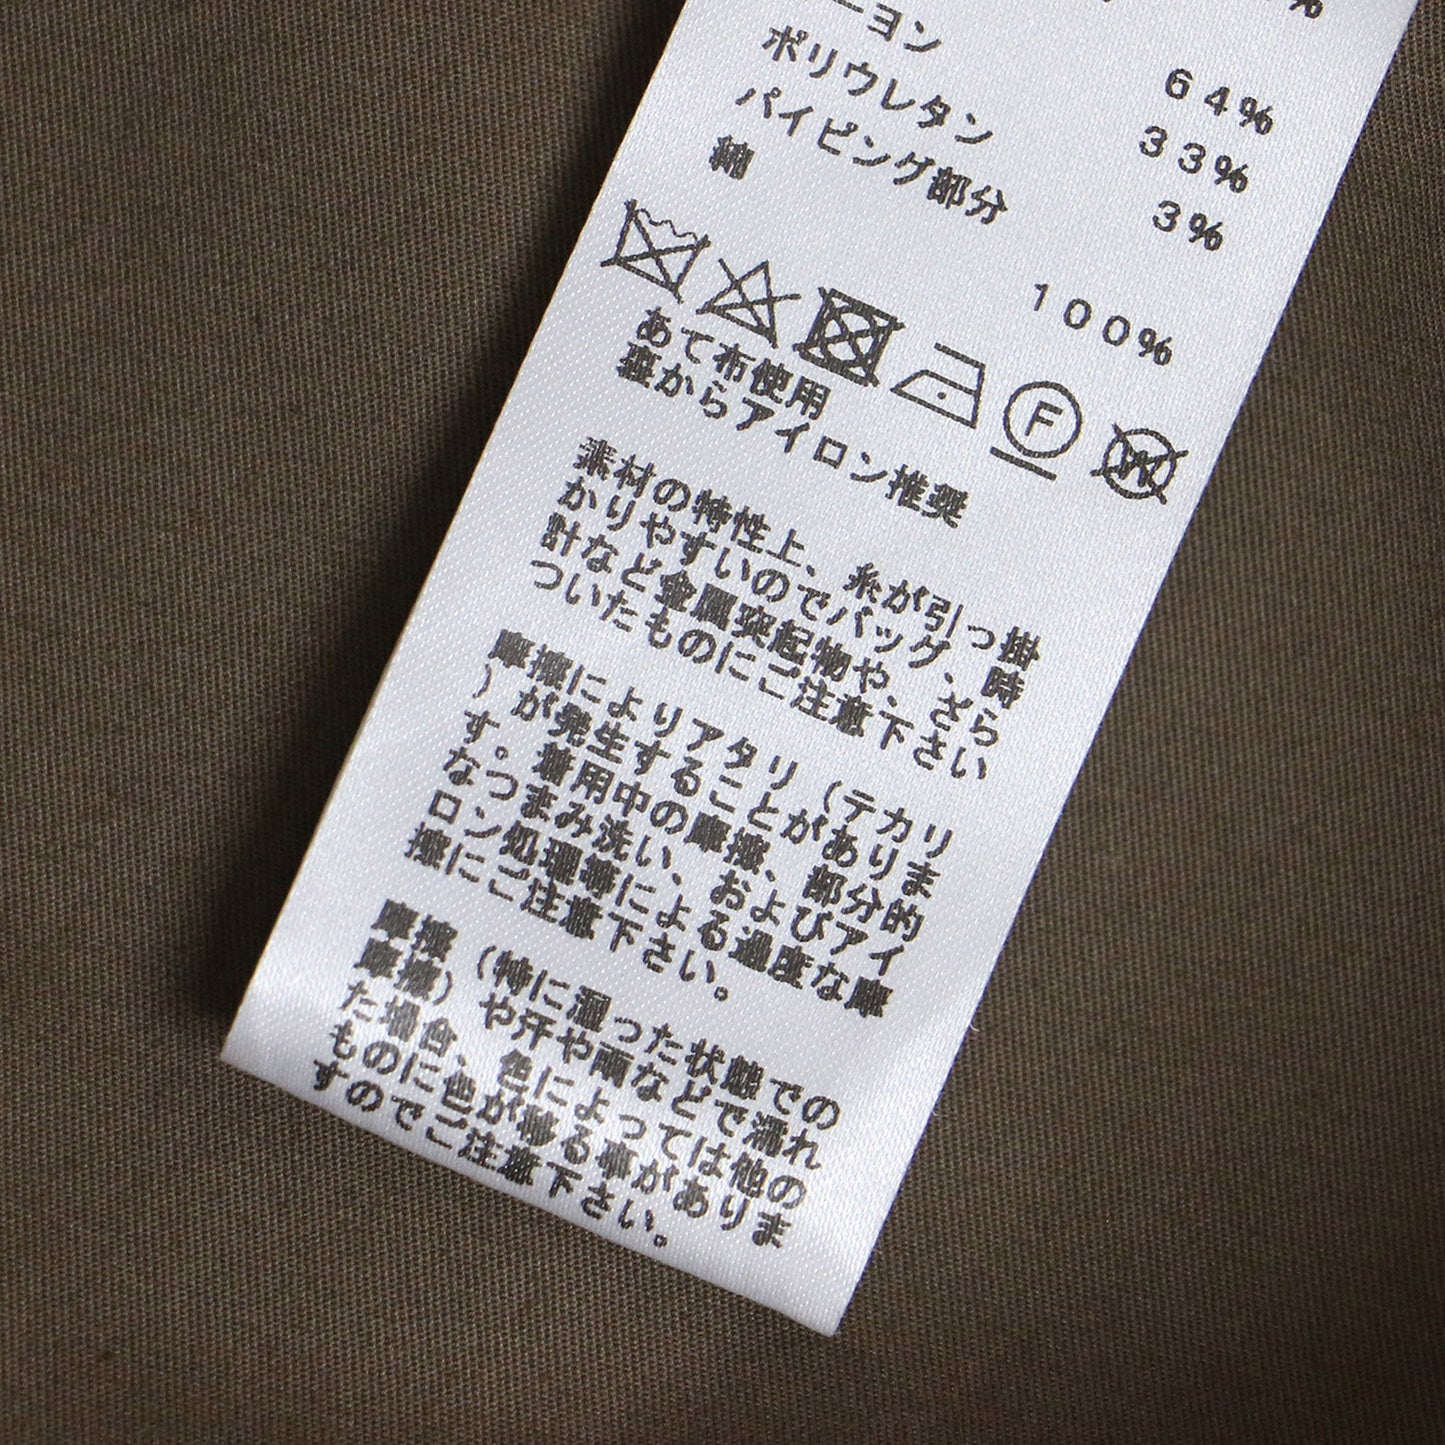 ーヨン 64%
ポリウレタン 33%
パイピング部分 3%
綿 100%
F
W
あて布使用
裏からアイロン推奨
素材の特性上、糸が引っ掛
かりやすいのでバッグ、時
計など金属突起物や、ざら
ついたものにご注意下さい
摩擦によりアタリ（テカリ
）が発生することがありま
す。着用中の摩擦、部分的
なつまみ洗い、およびアイ
ロン処理等による過度な摩
擦にご注意下さい。
摩擦（特に湿った状態での
摩擦）や汗や雨などで濡れ
た場合、色によっては他の
ものに色が移る事がありま
すのでご注意下さい。